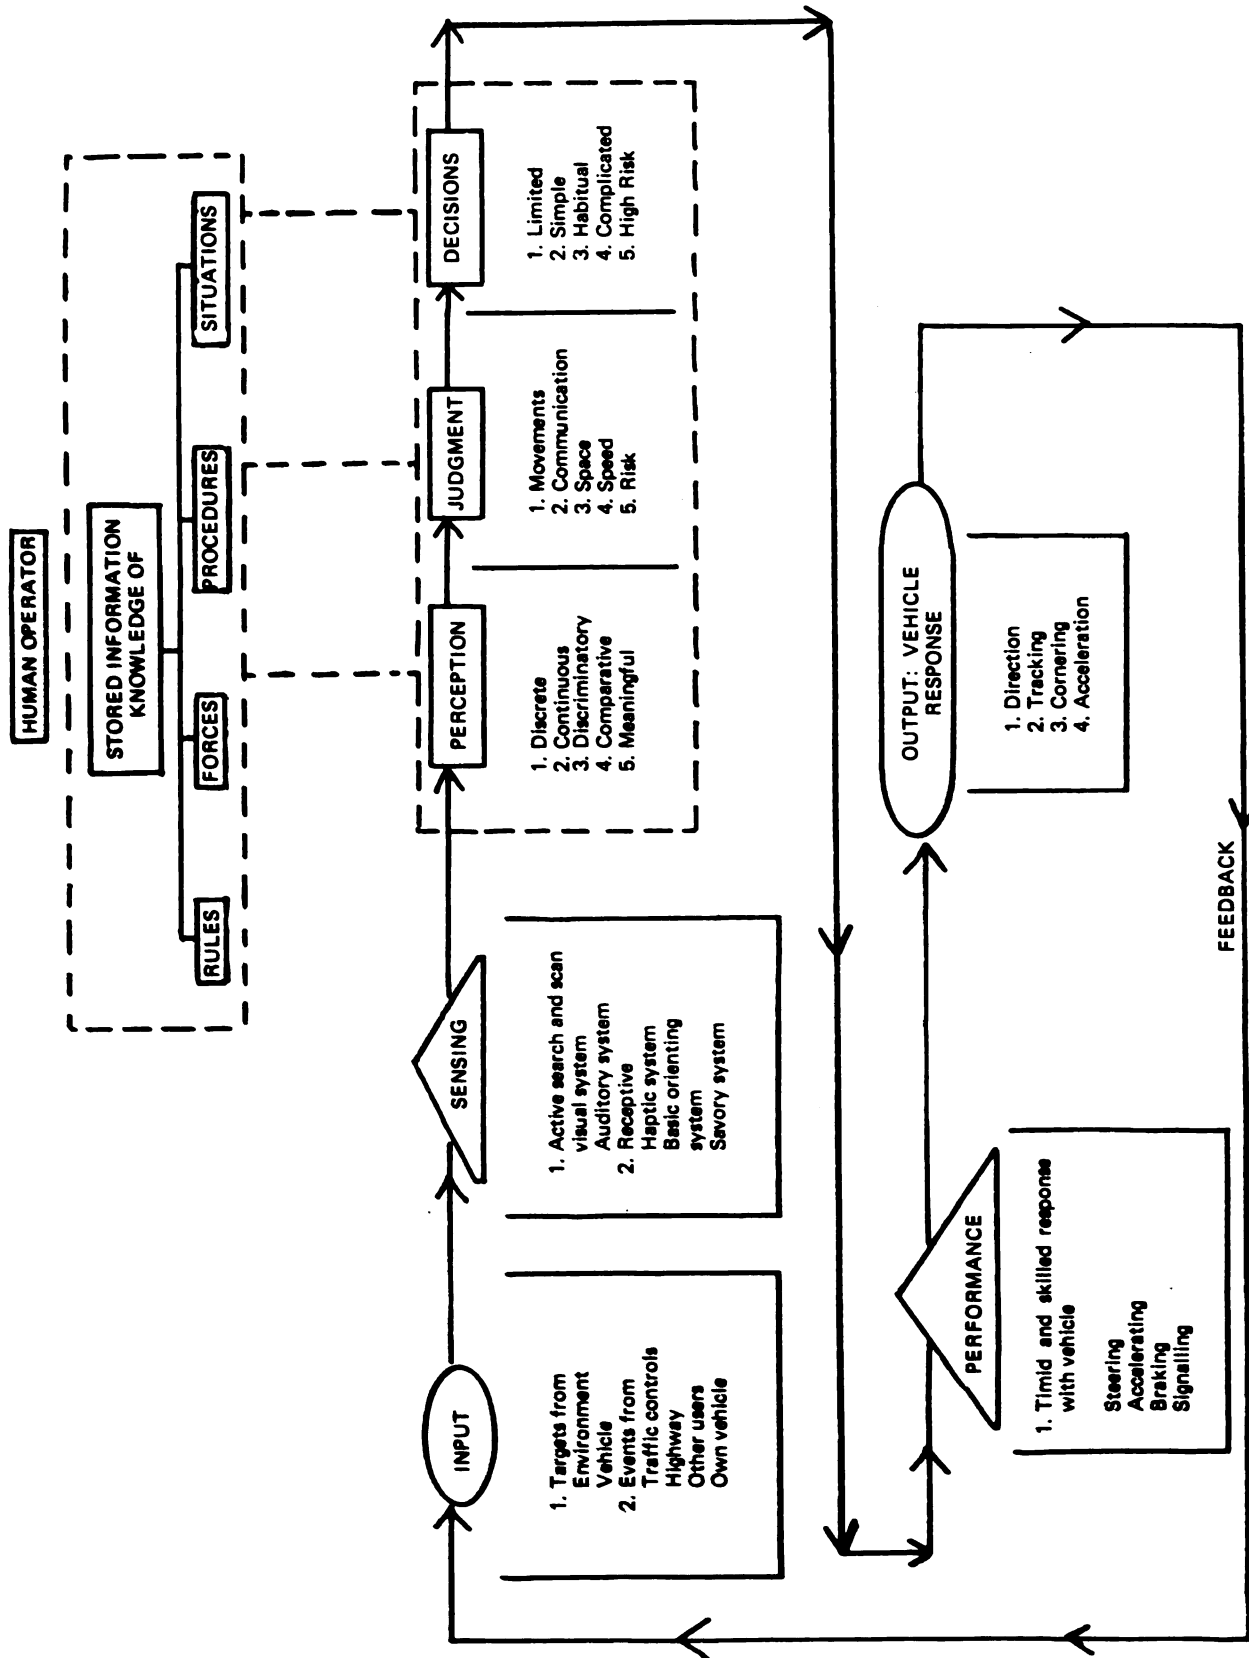 HUMAN OPERATOR
STORED INFORMATION
KNOWLEDGE OF
RULES
FORCES
PROCEDURES
SITUATIONS
INPUT
1. Targets from
Environment
Vehicle
2. Events from
Traffic controls
Highway
Other users
Own vehicle
SENSING
1. Active search and scan
visual system
Auditory system
2. Receptive
Haptic system
Basic orienting
system
Savory system
PERCEPTION
1. Discrete
2. Continuous
3. Discriminatory
4. Comparative
5. Meaningful
JUDGMENT
1. Movements
2. Communication
3. Space
4. Speed
5. Risk
DECISIONS
1. Limited
2. Simple
3. Habitual
4. Complicated
5. High Risk
PERFORMANCE
1. Timid and skilled response
with vehicle
Steering
Accelerating
Braking
Signalling
OUTPUT: VEHICLE
RESPONSE
1. Direction
2. Tracking
3. Cornering
4. Acceleration
FEEDBACK